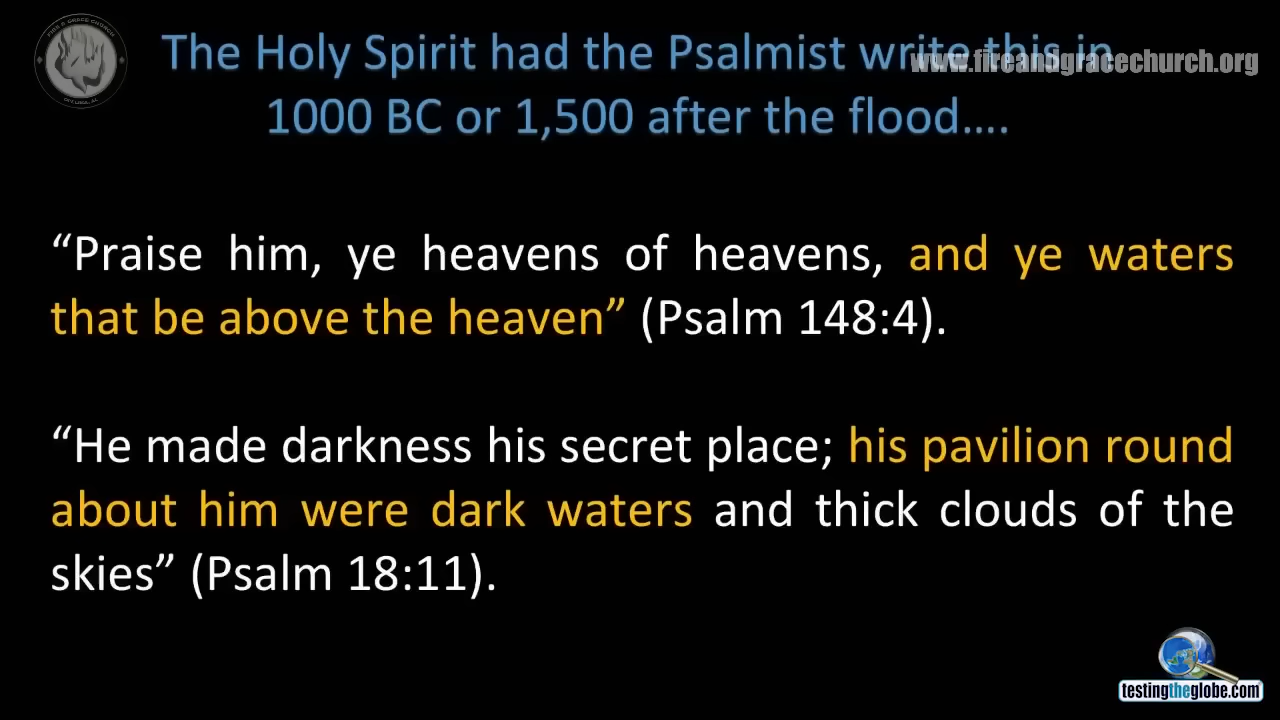 FIRE & GRACE CHURCH
The Holy Spirit had the Psalmist write this in
www.fireandgracechurch.org
1000 BC or 1,500 after the flood....
“Praise him, ye heavens of heavens, and ye waters
that be above the heaven” (Psalm 148:4).
“He made darkness his secret place; his pavilion round
about him were dark waters and thick clouds of the
skies” (Psalm 18:11).
testingtheglobe.com